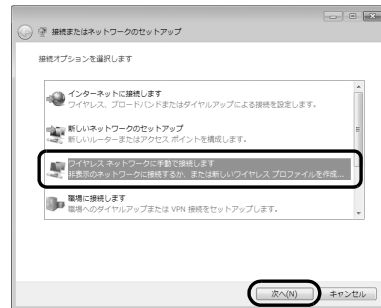 接続またはネットワークのセットアップ
接続オプションを選択します
インターネットに接続します
ワイヤレス、ブロードバンドまたはダイヤルアップによる接続を設定します。
新しいネットワークのセットアップ
新しいルーターまたはアクセス ポイントを構成します。
ワイヤレス ネットワークに手動で接続します
非表示のネットワークに接続するか、または新しいワイヤレス プロファイルを作成...
職場に接続します
職場へのダイヤルアップまたは VPN 接続をセットアップします。
次へ(N)
キャンセル